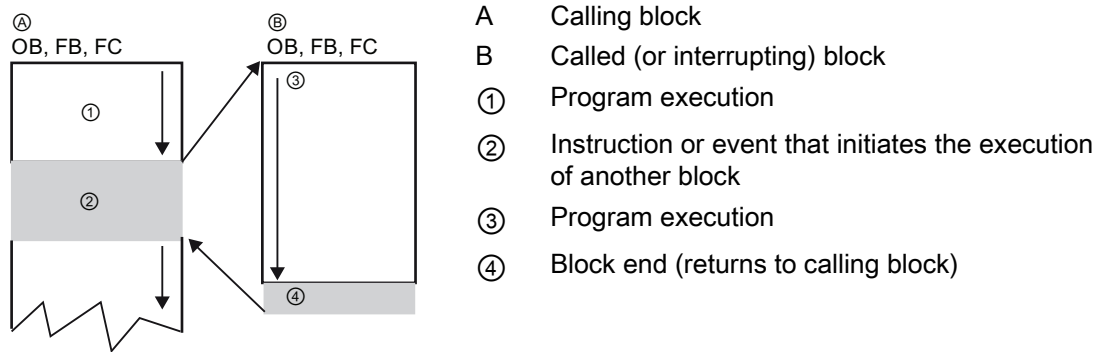 Ⓐ
OB, FB, FC
①
②
Ⓑ
OB, FB, FC
③
④
A Calling block
B Called (or interrupting) block
① Program execution
② Instruction or event that initiates the execution
of another block
③ Program execution
④ Block end (returns to calling block)